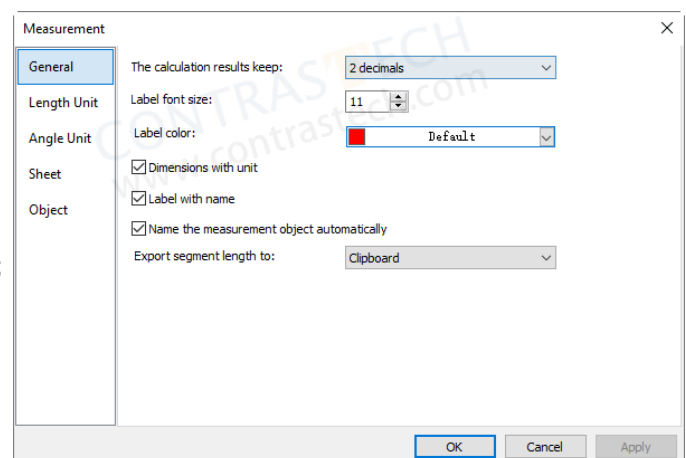 Measurement
General
Length Unit
Angle Unit
Sheet
Object
The calculation results keep: 2 decimals
Label font size: 11
Label color: Default
Dimensions with unit
Label with name
Name the measurement object automatically
Export segment length to: Clipboard
OK Cancel Apply
CONTRASTECH
www.contrastech.com